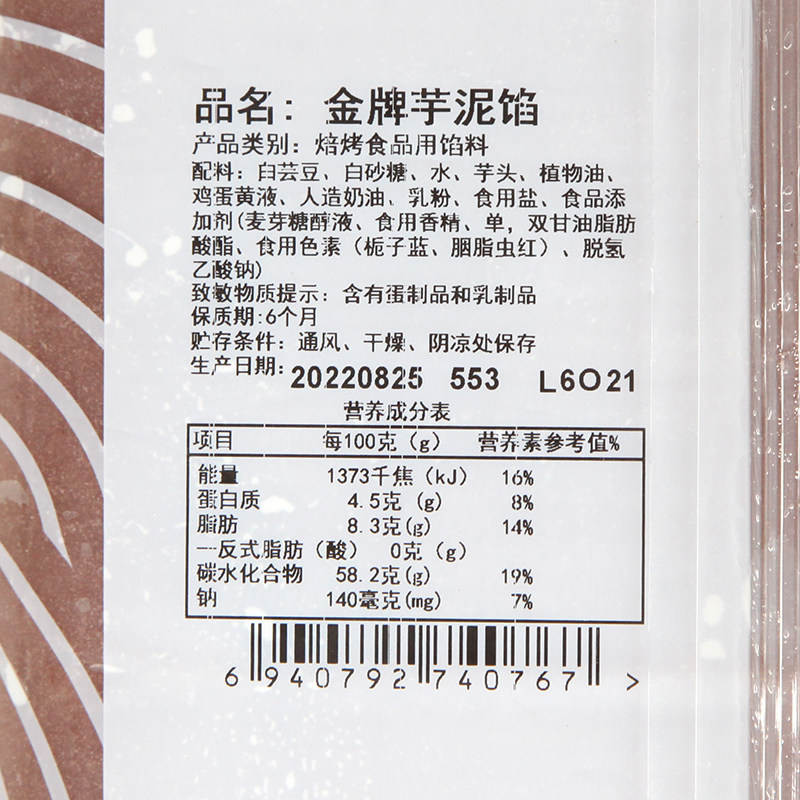 品名：金牌芋泥馅
产品类别：焙烤食品用馅料
配料：白芸豆、白砂糖、水、芋头、植物油、
鸡蛋黄液、人造奶油、乳粉、食用盐、食品添
加剂(麦芽糖醇液、食用香精、单，双甘油脂肪
酸酯、食用色素（栀子蓝、胭脂虫红）、脱氢
乙酸钠)
致敏物质提示：含有蛋制品和乳制品
保质期:6个月
贮存条件：通风、干燥、阴凉处保存
生产日期：20220825 553 L6O21
营养成分表
项目 每100克（g） 营养素参考值%
能量 1373千焦（kJ） 16%
蛋白质 4.5克（g) 8%
脂肪 8.3克(g) 14%
一反式脂肪（酸） 0克（g）
碳水化合物 58.2克(g) 19%
钠 140毫克(mg) 7%
6 940792 740767 >